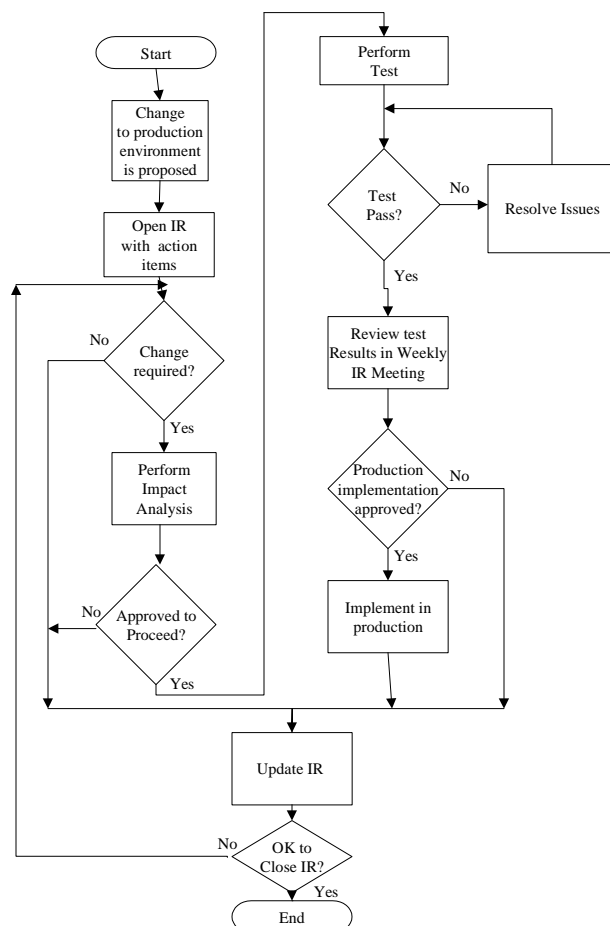 Start
Change
to production
environment
is proposed
Open IR
with action
items
No
Change
required?
Yes
Perform
Impact
Analysis
No
Approved to
Proceed?
Yes
Perform
Test
Test
Pass?
No
Resolve Issues
Yes
Review test
Results in Weekly
IR Meeting
Production
implementation
approved?
No
Yes
Implement in
production
Update IR
No
OK to
Close IR?
Yes
End